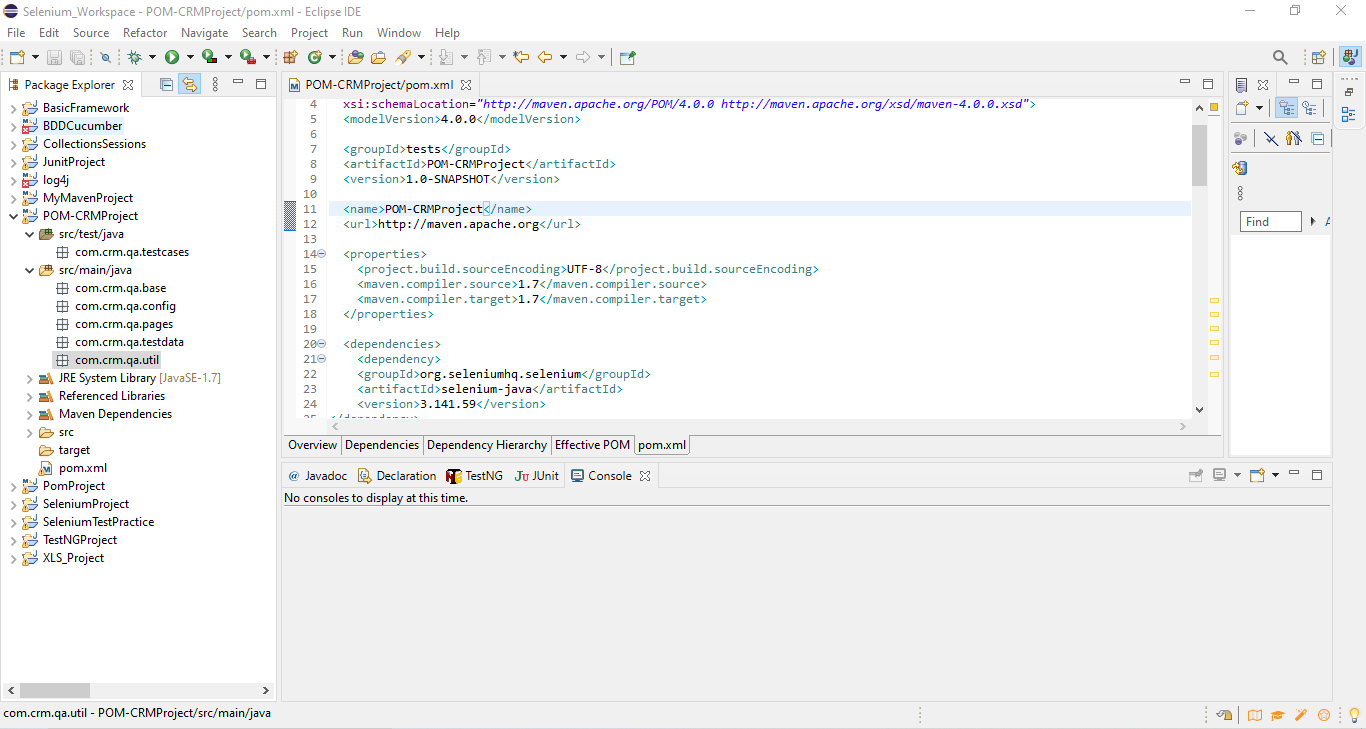 Selenium_Workspace - POM-CRMProject/pom.xml - Eclipse IDE
File Edit Source Refactor Navigate Search Project Run Window Help
Package Explorer
BasicFramework
BDDCucumber
CollectionsSessions
JunitProject
log4j
MyMavenProject
POM-CRMProject
src/test/java
com.crm.qa.testcases
src/main/java
com.crm.qa.base
com.crm.qa.config
com.crm.qa.pages
com.crm.qa.testdata
com.crm.qa.util
JRE System Library [JavaSE-1.7]
Referenced Libraries
Maven Dependencies
src
target
pom.xml
PomProject
SeleniumProject
SeleniumTestPractice
TestNGProject
XLS_Project
POM-CRMProject/pom.xml
4 xsi:schemaLocation="http://maven.apache.org/POM/4.0.0 http://maven.apache.org/xsd/maven-4.0.0.xsd">
5 <modelVersion>4.0.0</modelVersion>
6
7 <groupId>tests</groupId>
8 <artifactId>POM-CRMProject</artifactId>
9 <version>1.0-SNAPSHOT</version>
10
11 <name>POM-CRMProject</name>
12 <url>http://maven.apache.org</url>
13
14 <properties>
15 <project.build.sourceEncoding>UTF-8</project.build.sourceEncoding>
16 <maven.compiler.source>1.7</maven.compiler.source>
17 <maven.compiler.target>1.7</maven.compiler.target>
18 </properties>
19
20 <dependencies>
21 <dependency>
22 <groupId>org.seleniumhq.selenium</groupId>
23 <artifactId>selenium-java</artifactId>
24 <version>3.141.59</version>
25 </dependency>
Overview Dependencies Dependency Hierarchy Effective POM pom.xml
Find
@ Javadoc Declaration TestNG JUnit Console
No consoles to display at this time.
com.crm.qa.util - POM-CRMProject/src/main/java